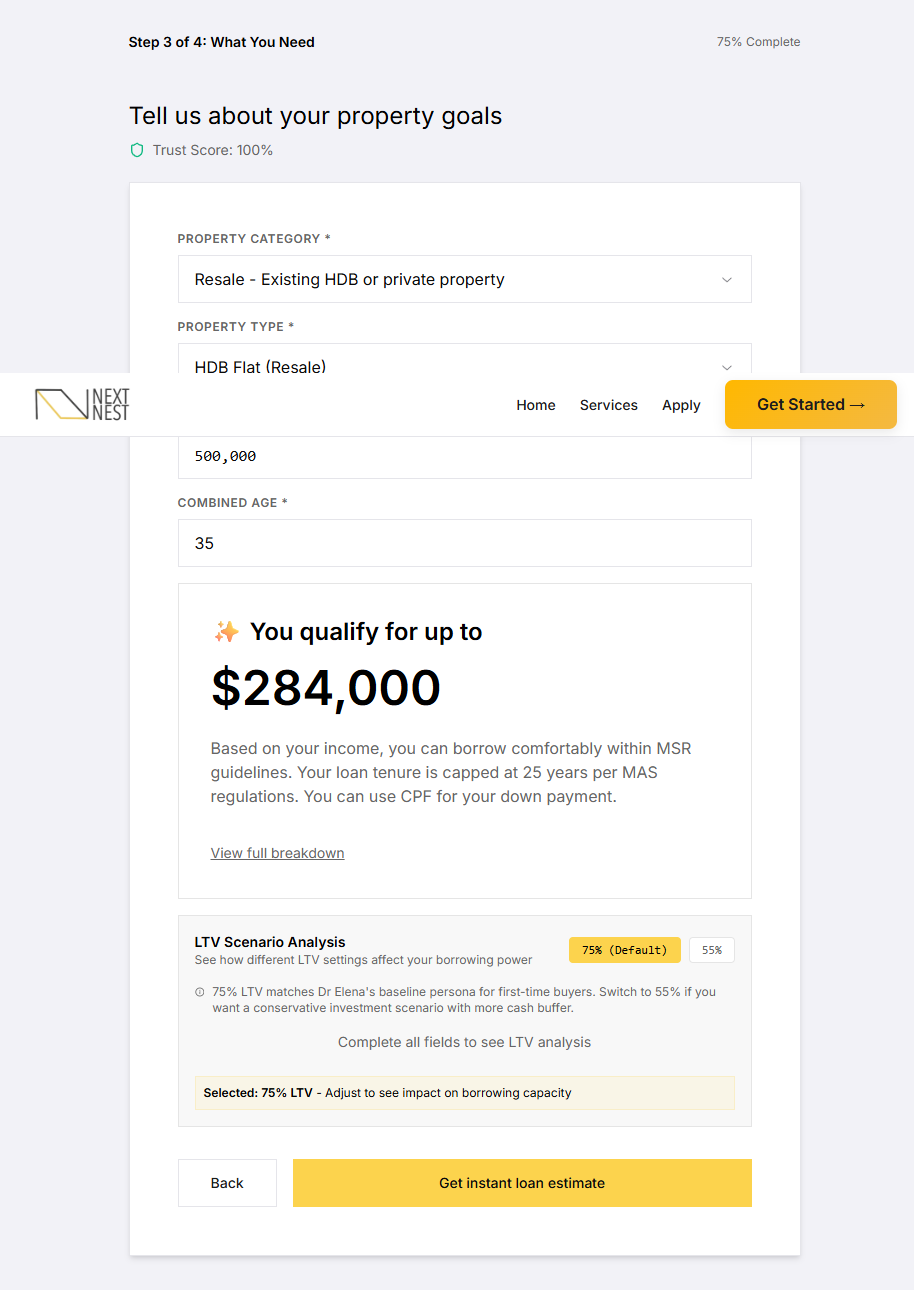 Step 3 of 4: What You Need
75% Complete
Tell us about your property goals
Trust Score: 100%
PROPERTY CATEGORY *
Resale - Existing HDB or private property
PROPERTY TYPE *
HDB Flat (Resale)
NEXT
NEST
Home
Services
Apply
Get Started →
500,000
COMBINED AGE *
35
✨ You qualify for up to
$284,000
Based on your income, you can borrow comfortably within MSR
guidelines. Your loan tenure is capped at 25 years per MAS
regulations. You can use CPF for your down payment.
View full breakdown
LTV Scenario Analysis
See how different LTV settings affect your borrowing power
75% (Default)
55%
75% LTV matches Dr Elena's baseline persona for first-time buyers. Switch to 55% if you
want a conservative investment scenario with more cash buffer.
Complete all fields to see LTV analysis
Selected: 75% LTV - Adjust to see impact on borrowing capacity
Back
Get instant loan estimate